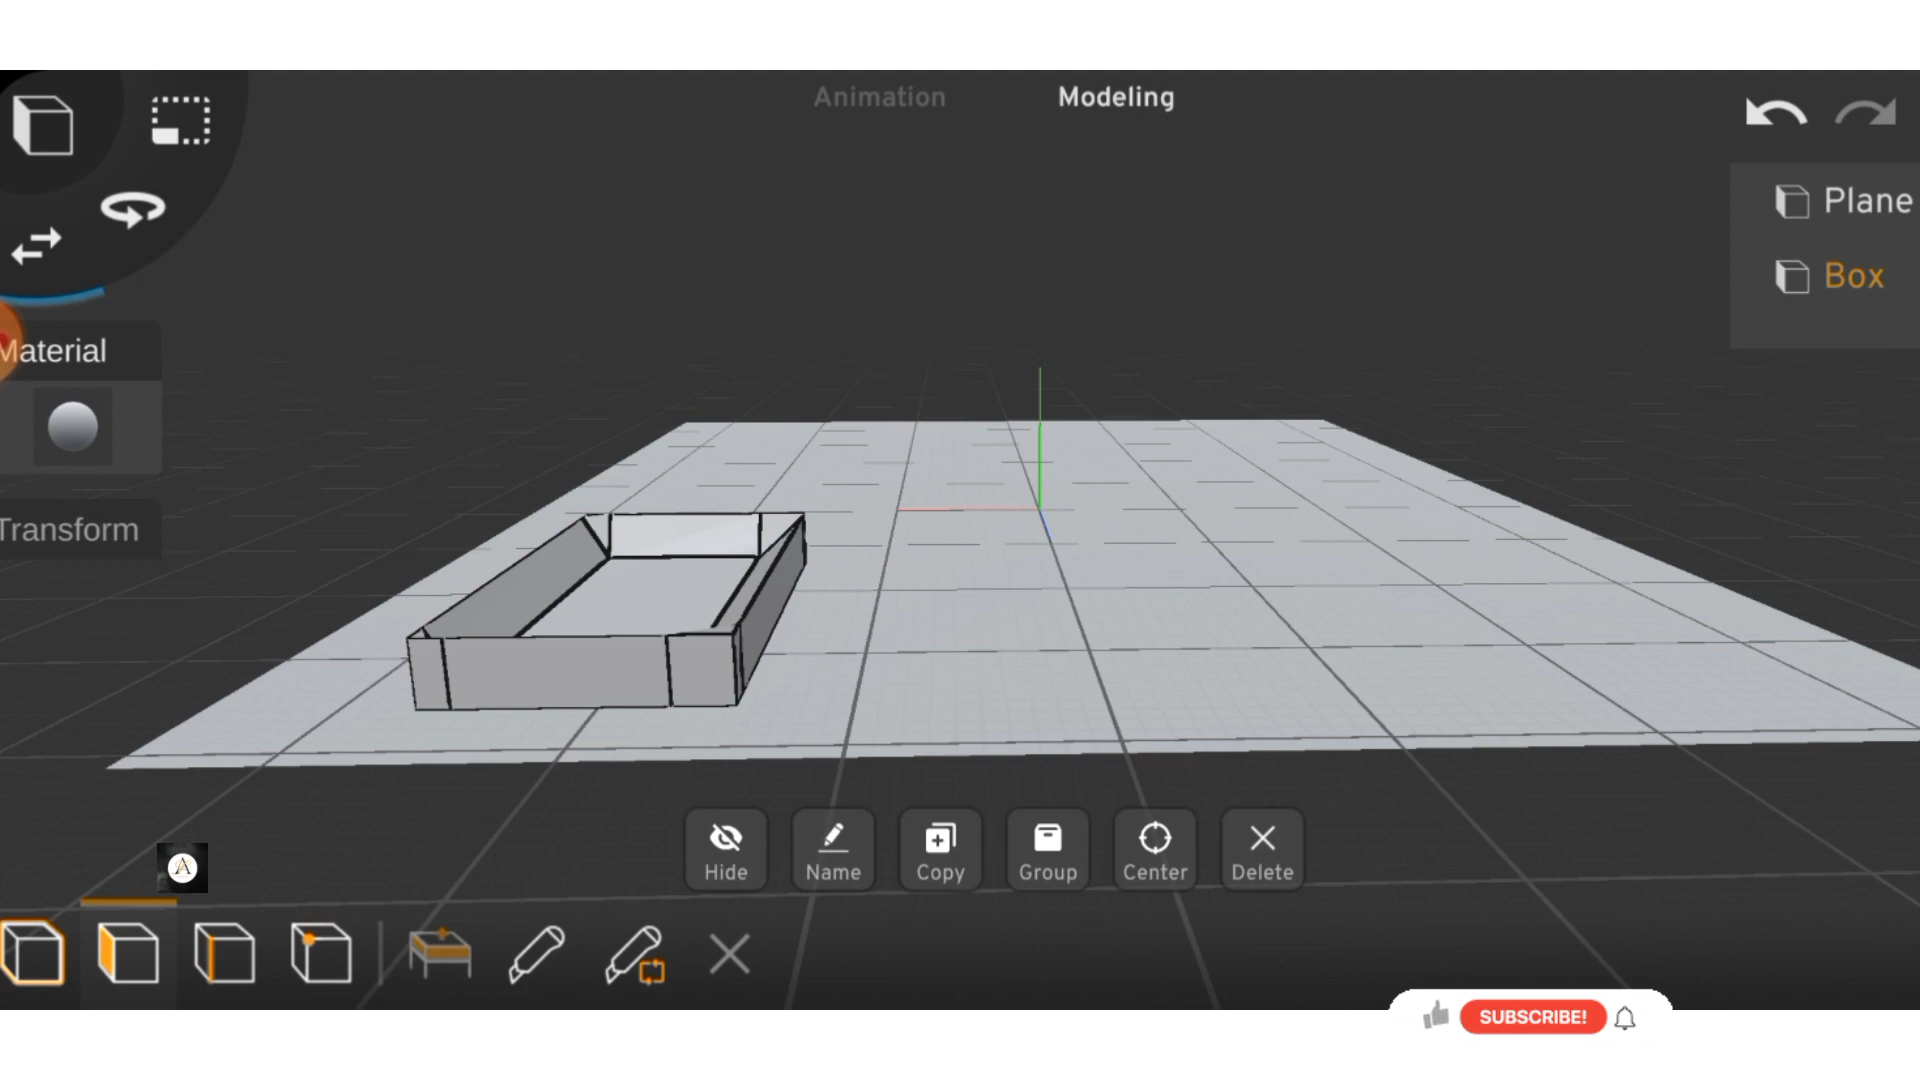 Animation
Modeling
Plane
Box
Material
Transform
Hide
Name
Copy
Group
Center
Delete
A
SUBSCRIBE!